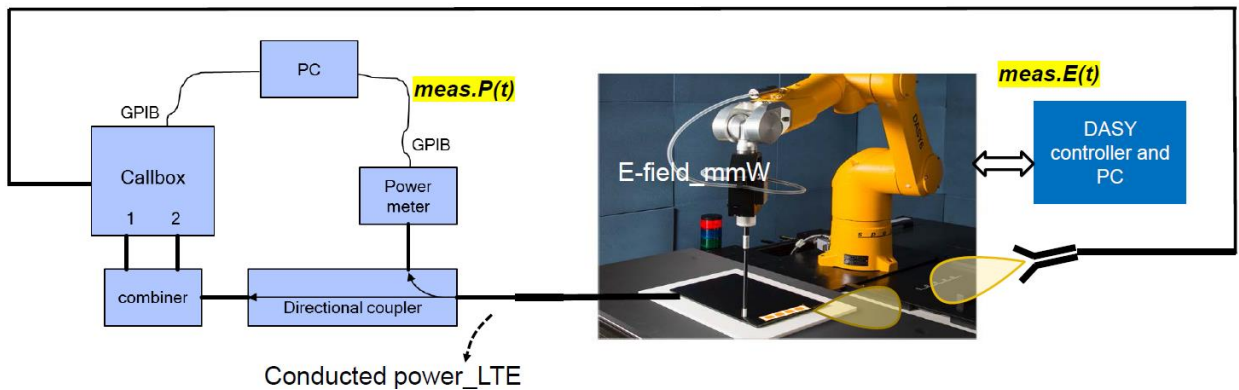 PC
meas.P(t)
meas.E(t)
GPIB
GPIB
Callbox
1 2
Power
meter
E-field_mmW
DASY
controller and
PC
combiner
Directional coupler
Conducted power_LTE